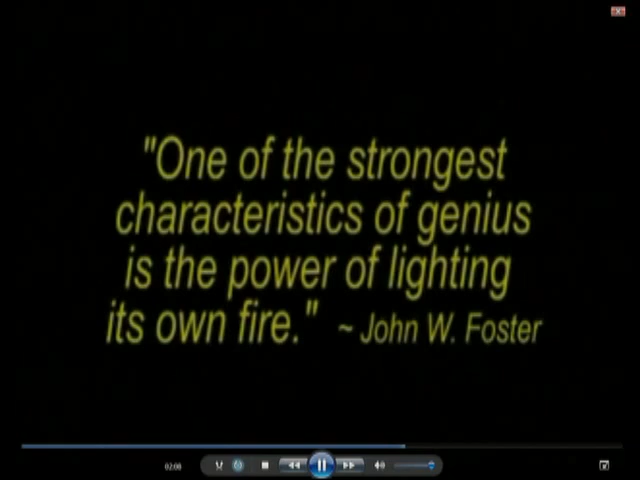 "One of the strongest
characteristics of genius
is the power of lighting
its own fire." ~ John W. Foster
02:08